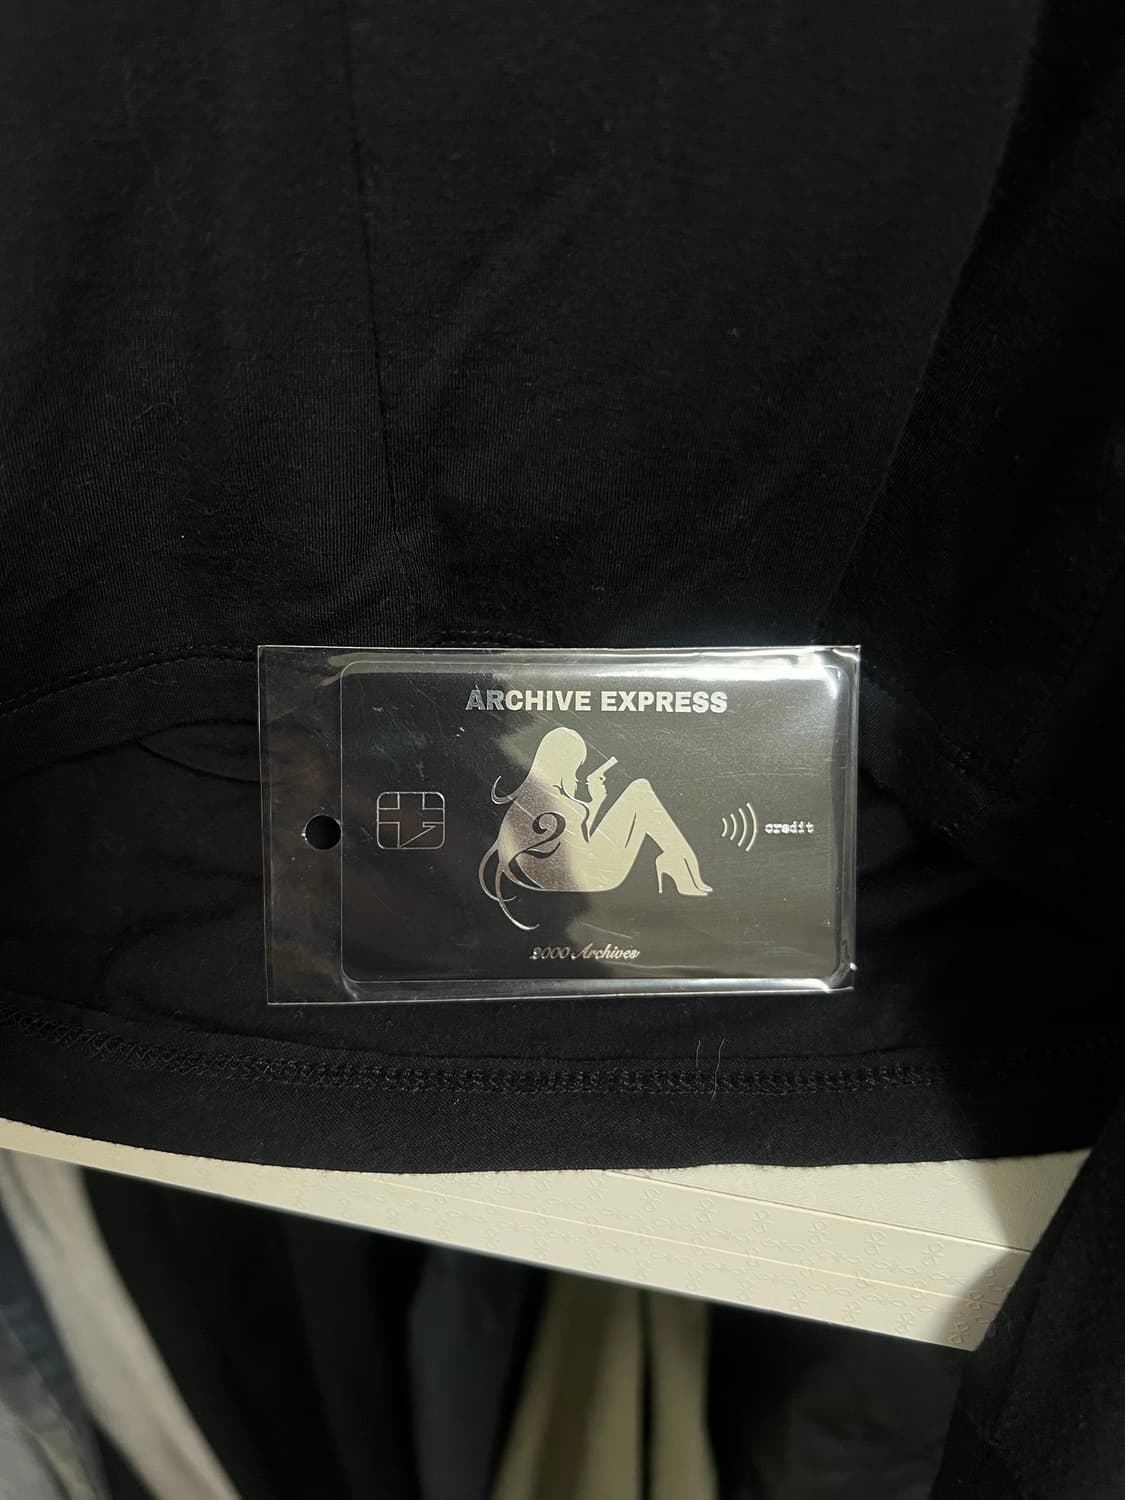 ARCHIVE EXPRESS
2
credit
2000 Archives